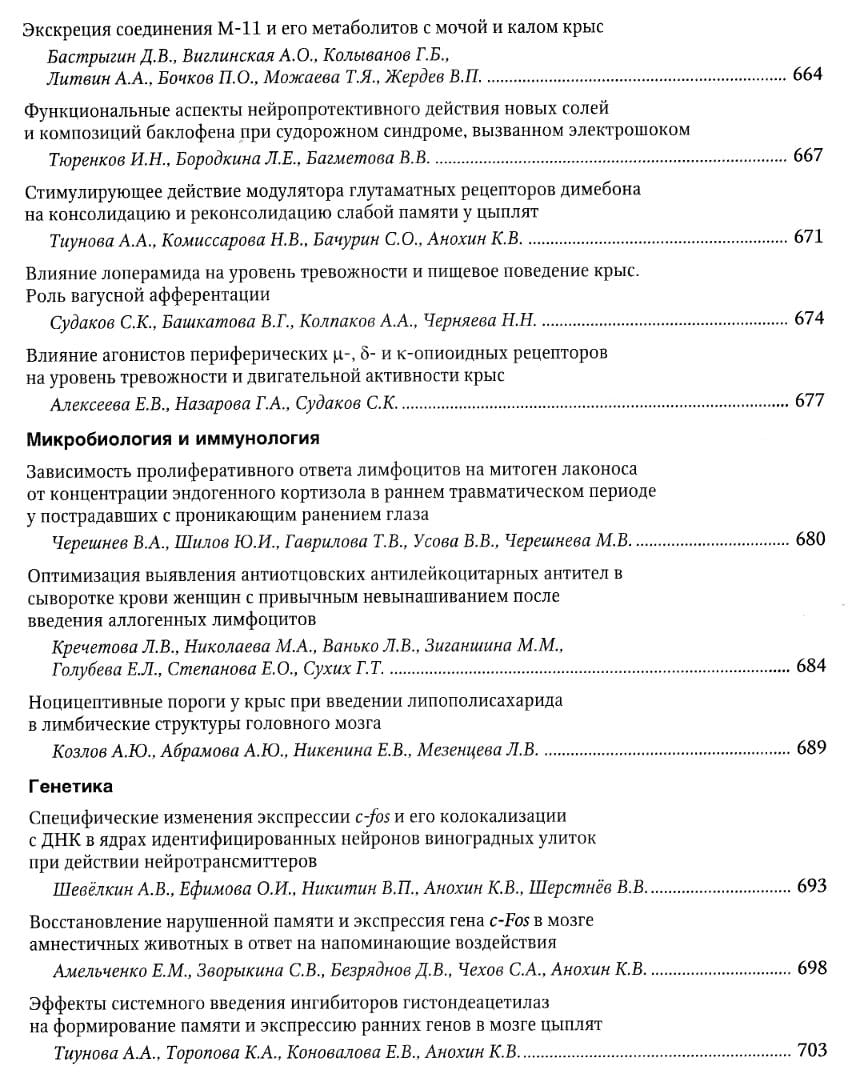 Экскреция соединения М-11 и его метаболитов с мочой и калом крыс
Бастрыгин Д.В., Виглинская А.О., Колыванов Г.Б.,
Литвин А.А., Бочков П.О., Можаева Т.Я., Жердев В.П. ... 664
Функциональные аспекты нейропротективного действия новых солей
и композиций баклофена при судорожном синдроме, вызванном электрошоком
Тюренков И.Н., Бородкина Л.Е., Багметова В.В. ... 667
Стимулирующее действие модулятора глутаматных рецепторов димебона
на консолидацию и реконсолидацию слабой памяти у цыплят
Тиунова А.А., Комиссарова Н.В., Бачурин С.О., Анохин К.В. ... 671
Влияние лоперамида на уровень тревожности и пищевое поведение крыс.
Роль вагусной афферентации
Судаков С.К., Башкатова В.Г., Колпаков А.А., Черняева Н.Н. ... 674
Влияние агонистов периферических μ-, δ- и κ-опиоидных рецепторов
на уровень тревожности и двигательной активности крыс
Алексеева Е.В., Назарова Г.А., Судаков С.К. ... 677
Микробиология и иммунология
Зависимость пролиферативного ответа лимфоцитов на митоген лаконоса
от концентрации эндогенного кортизола в раннем травматическом периоде
у пострадавших с проникающим ранением глаза
Черешнев В.А., Шилов Ю.И., Гаврилова Т.В., Усова В.В., Черешнева М.В. ... 680
Оптимизация выявления антиотцовских антилейкоцитарных антител в
сыворотке крови женщин с привычным невынашиванием после
введения аллогенных лимфоцитов
Кречетова Л.В., Николаева М.А., Ванько Л.В., Зиганшина М.М.,
Голубева Е.Л., Степанова Е.О., Сухих Г.Т. ... 684
Ноцицептивные пороги у крыс при введении липополисахарида
в лимбические структуры головного мозга
Козлов А.Ю., Абрамова А.Ю., Никенина Е.В., Мезенцева Л.В. ... 689
Генетика
Специфические изменения экспрессии c-fos и его колокализации
с ДНК в ядрах идентифицированных нейронов виноградных улиток
при действии нейротрансмиттеров
Шевёлкин А.В., Ефимова О.И., Никитин В.П., Анохин К.В., Шерстнёв В.В. ... 693
Восстановление нарушенной памяти и экспрессия гена c-Fos в мозге
амнестичных животных в ответ на напоминающие воздействия
Амельченко Е.М., Зворыкина С.В., Безряднов Д.В., Чехов С.А., Анохин К.В. ... 698
Эффекты системного введения ингибиторов гистондеацетилаз
на формирование памяти и экспрессию ранних генов в мозге цыплят
Тиунова А.А., Торопова К.А., Коновалова Е.В., Анохин К.В. ... 703